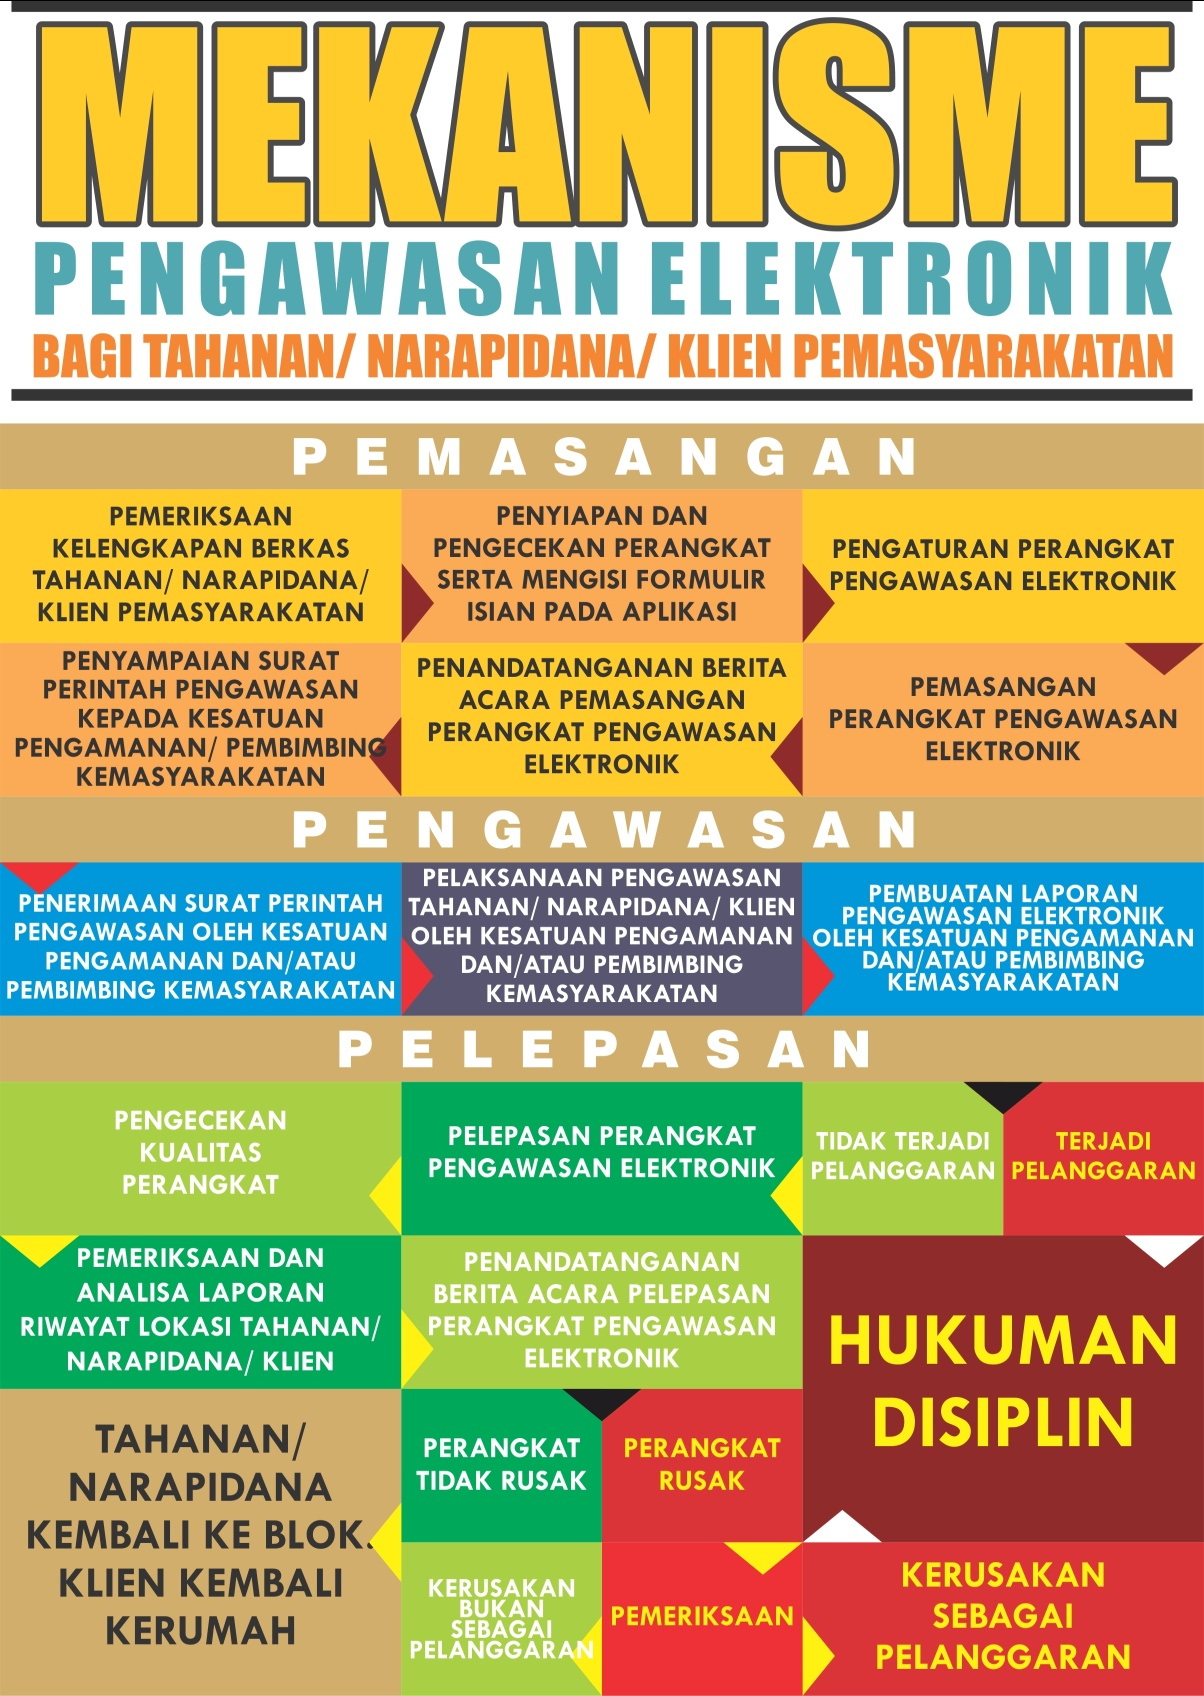 MEKANISME
PENGAWASAN ELEKTRONIK
BAGI TAHANAN/ NARAPIDANA/ KLIEN PEMASYARAKATAN
PEMASANGAN
PEMERIKSAAN
KELENGKAPAN BERKAS
TAHANAN/ NARAPIDANA/
KLIEN PEMASYARAKATAN
PENYIAPAN DAN
PENGECEKAN PERANGKAT
SERTA MENGISI FORMULIR
ISIAN PADA APLIKASI
PENGATURAN PERANGKAT
PENGAWASAN ELEKTRONIK
PENYAMPAIAN SURAT
PERINTAH PENGAWASAN
KEPADA KESATUAN
PENGAMANAN/ PEMBIMBING
KEMASYARAKATAN
PENANDATANGANAN BERITA
ACARA PEMASANGAN
PERANGKAT PENGAWASAN
ELEKTRONIK
PEMASANGAN
PERANGKAT PENGAWASAN
ELEKTRONIK
PENGAWASAN
PENERIMAAN SURAT PERINTAH
PENGAWASAN OLEH KESATUAN
PENGAMANAN DAN/ATAU
PEMBIMBING KEMASYARAKATAN
PELAKSANAAN PENGAWASAN
TAHANAN/ NARAPIDANA/ KLIEN
OLEH KESATUAN PENGAMANAN
DAN/ATAU PEMBIMBING
KEMASYARAKATAN
PEMBUATAN LAPORAN
PENGAWASAN ELEKTRONIK
OLEH KESATUAN PENGAMANAN
DAN/ATAU PEMBIMBING
KEMASYARAKATAN
PELEPASAN
PENGECEKAN
KUALITAS
PERANGKAT
PELEPASAN PERANGKAT
PENGAWASAN ELEKTRONIK
TIDAK TERJADI
PELANGGARAN
TERJADI
PELANGGARAN
PEMERIKSAAN DAN
ANALISA LAPORAN
RIWAYAT LOKASI TAHANAN/
NARAPIDANA/ KLIEN
PENANDATANGANAN
BERITA ACARA PELEPASAN
PERANGKAT PENGAWASAN
ELEKTRONIK
HUKUMAN
DISIPLIN
TAHANAN/
NARAPIDANA
KEMBALI KE BLOK.
KLIEN KEMBALI
KERUMAH
PERANGKAT
TIDAK RUSAK
PERANGKAT
RUSAK
KERUSAKAN
BUKAN
SEBAGAI
PELANGGARAN
PEMERIKSAAN
KERUSAKAN
SEBAGAI
PELANGGARAN